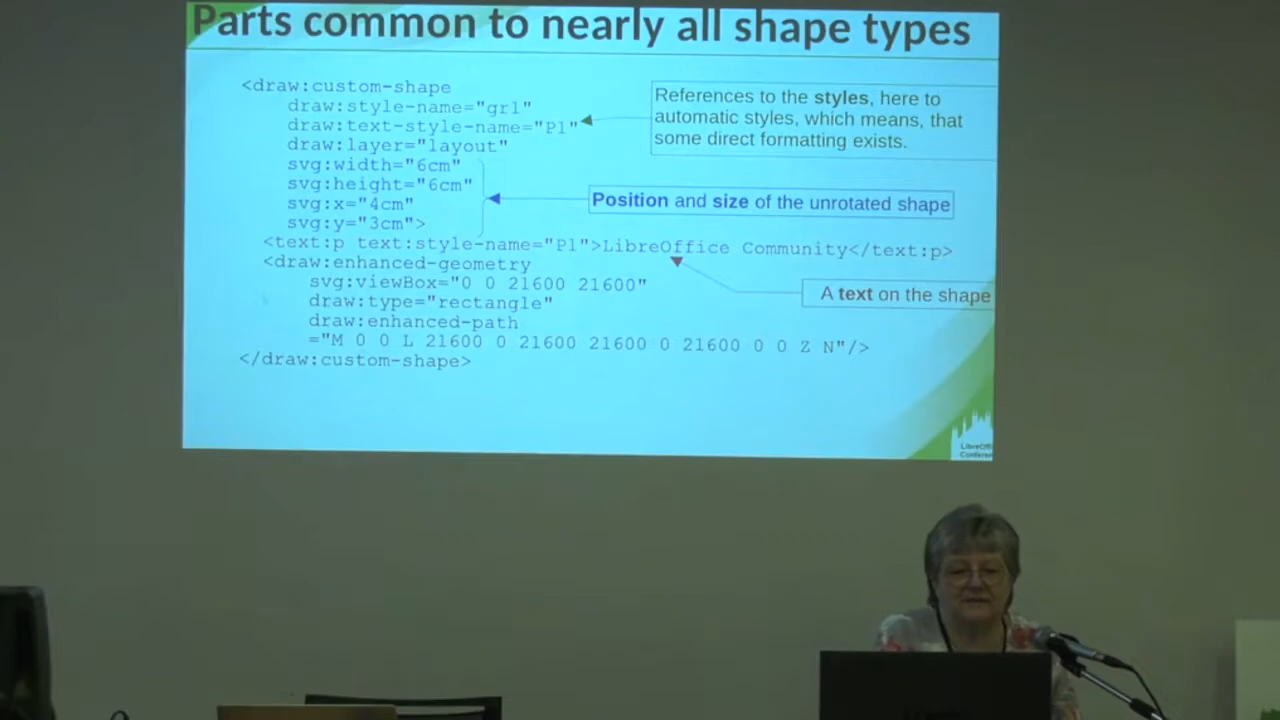 Parts common to nearly all shape types
<draw:custom-shape
draw:style-name="gr1"
draw:text-style-name="P1"
draw:layer="layout"
svg:width="6cm"
svg:height="6cm"
svg:x="4cm"
svg:y="3cm">
<text:p text:style-name="P1">LibreOffice Community</text:p>
<draw:enhanced-geometry
svg:viewBox="0 0 21600 21600"
draw:type="rectangle"
draw:enhanced-path
="M 0 0 L 21600 0 21600 21600 0 21600 0 0 Z N"/>
</draw:custom-shape>
References to the styles, here to
automatic styles, which means, that
some direct formatting exists.
Position and size of the unrotated shape
A text on the shape